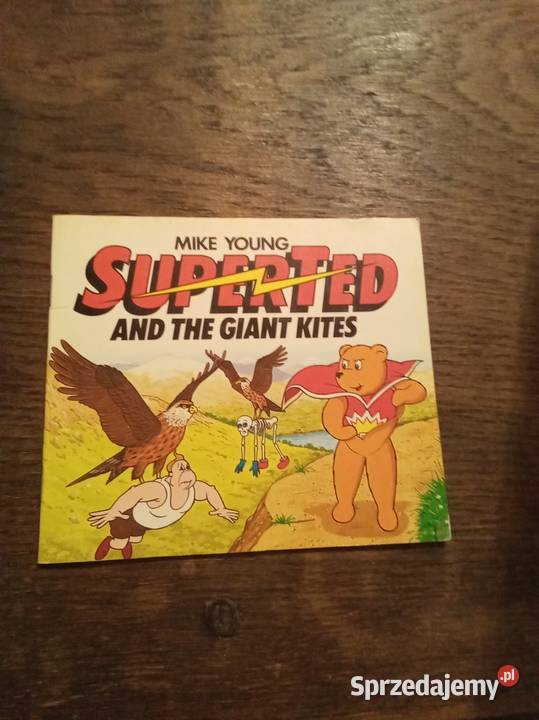 MIKE YOUNG
SUPERTED
AND THE GIANT KITES
Sprzedajemy.pl